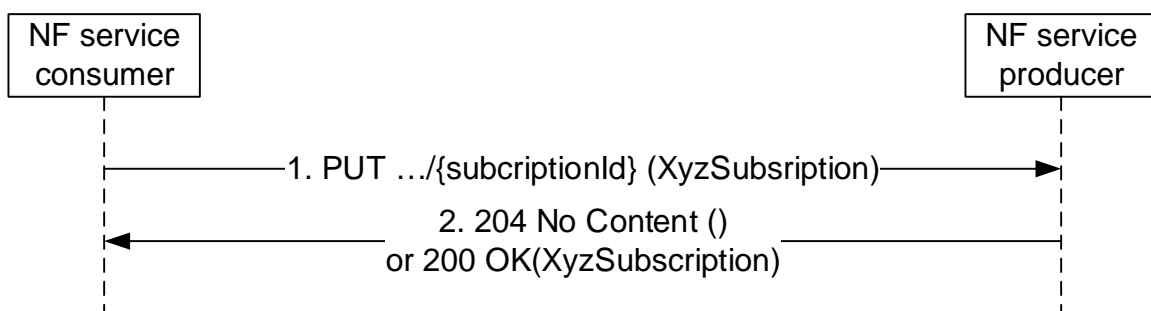 NF service
consumer
NF service
producer
1. PUT …/{subcriptionId} (XyzSubsription)
2. 204 No Content ()
or 200 OK(XyzSubscription)